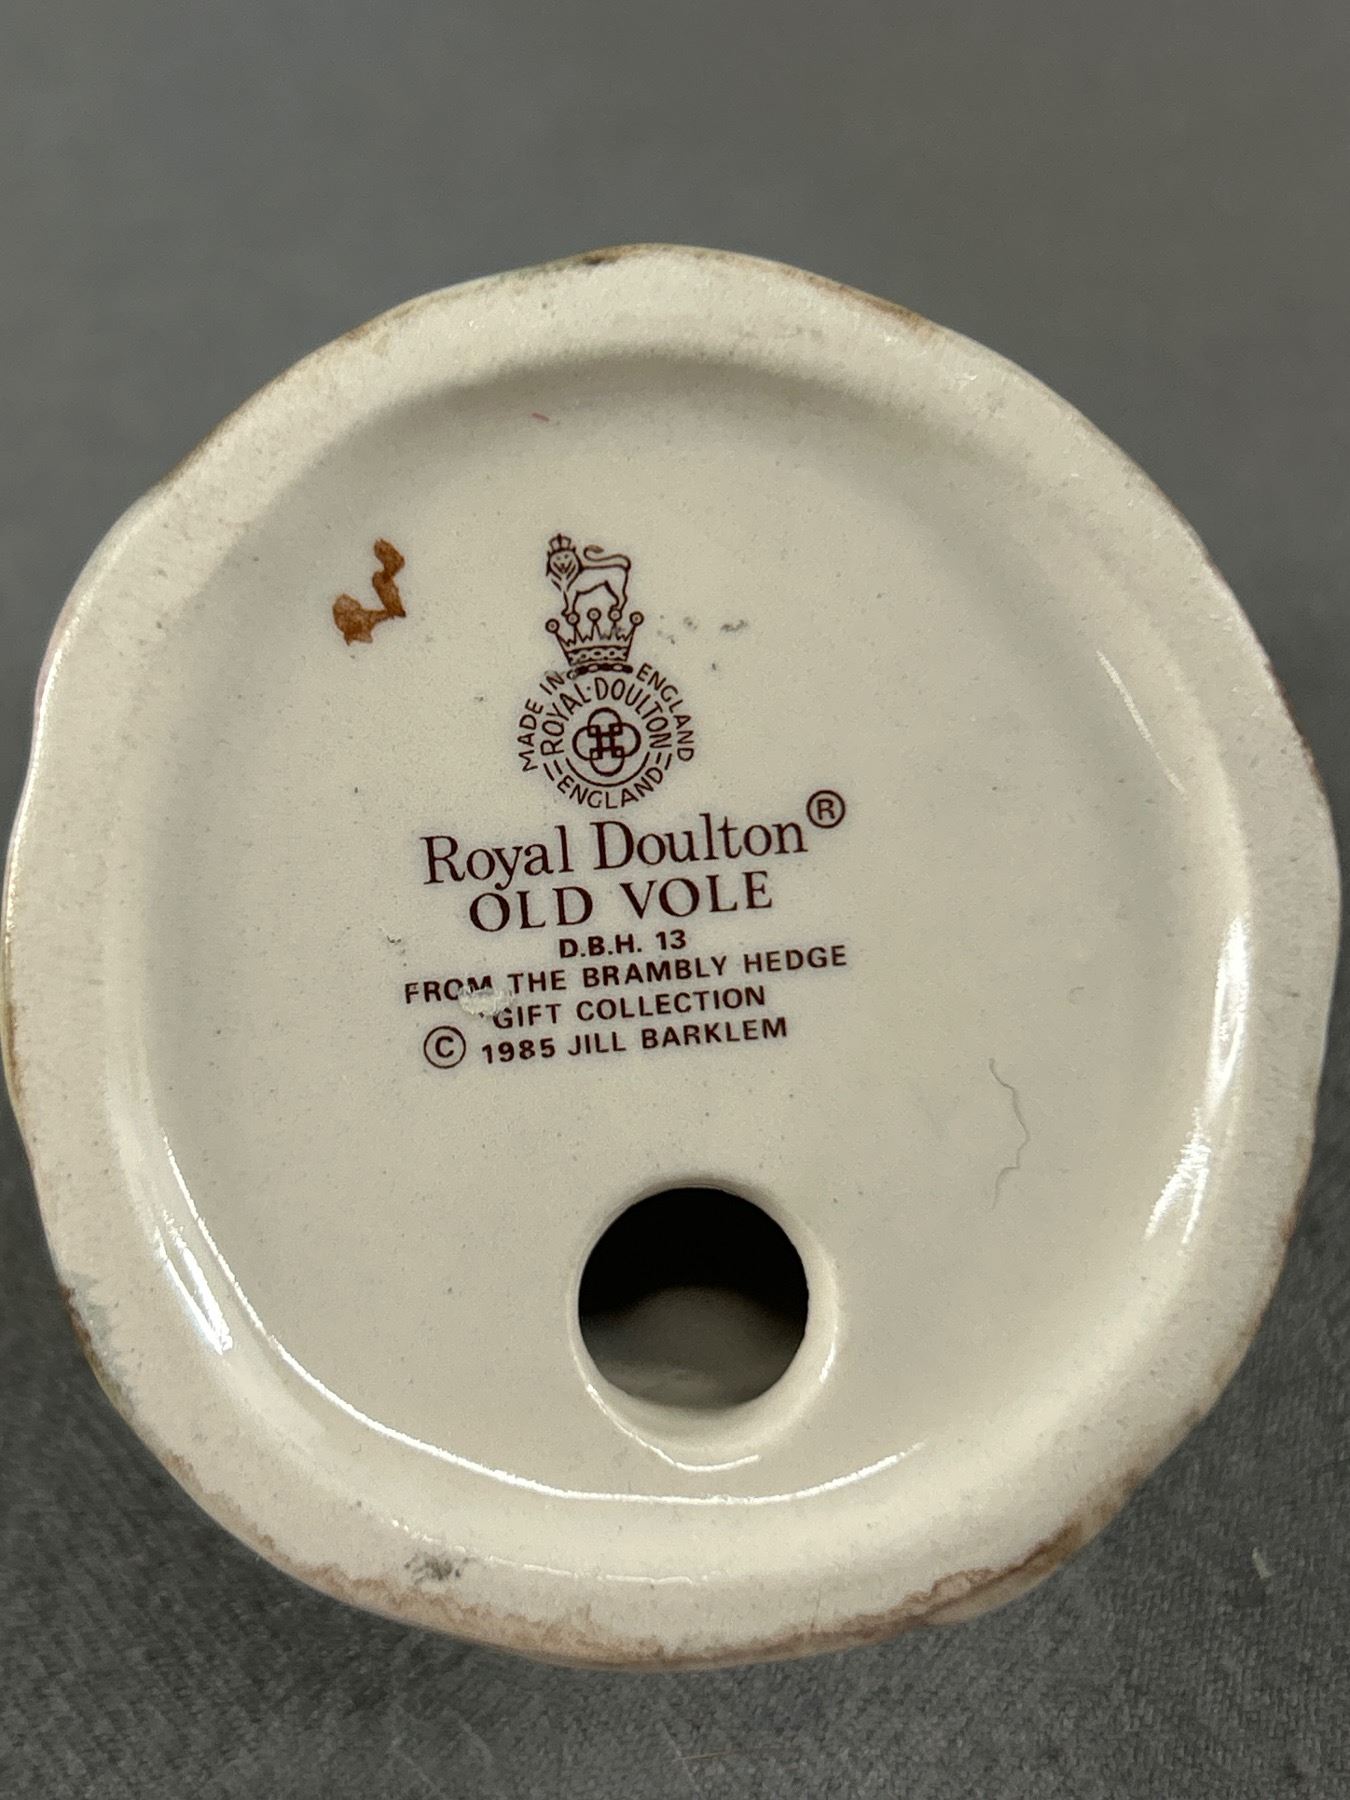 MADE IN ENGLAND
ROYAL·DOULTON
ENGLAND
Royal Doulton®
OLD VOLE
D.B.H. 13
FROM THE BRAMBLY HEDGE
GIFT COLLECTION
© 1985 JILL BARKLEM